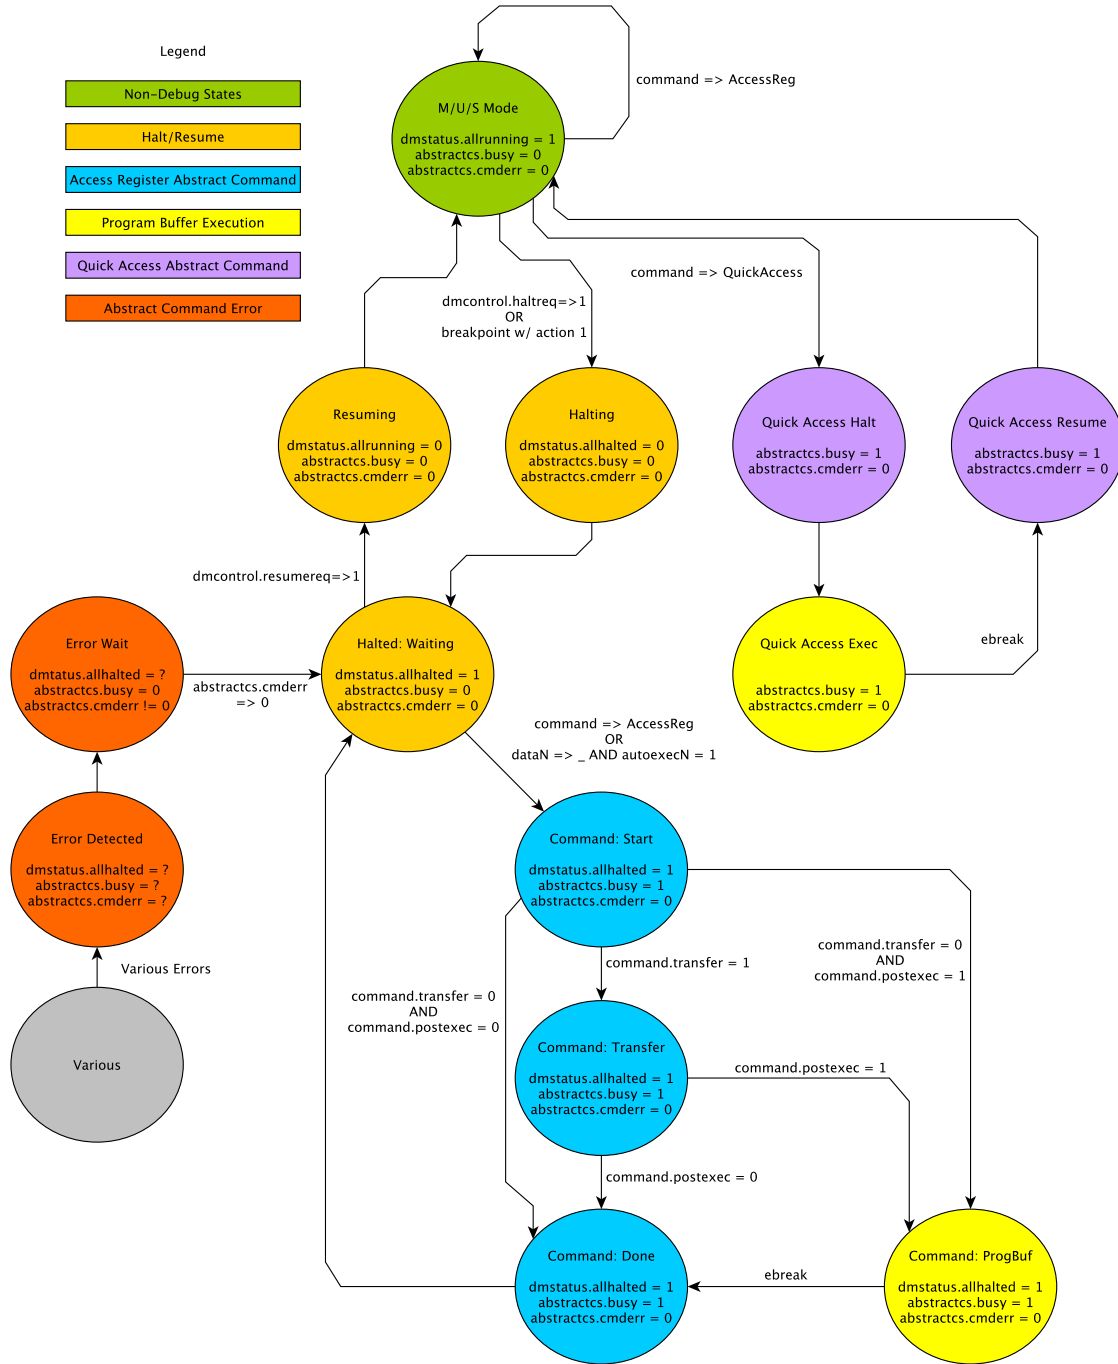 Legend
Non-Debug States
Halt/Resume
Access Register Abstract Command
Program Buffer Execution
Quick Access Abstract Command
Abstract Command Error
M/U/S Mode
dmstatus.allrunning = 1
abstractcs.busy = 0
abstractcs.cmderr = 0
command => AccessReg
command => QuickAccess
dmcontrol.haltreq=>1
OR
breakpoint w/ action 1
Resuming
dmstatus.allrunning = 0
abstractcs.busy = 0
abstractcs.cmderr = 0
Halting
dmstatus.allhalted = 0
abstractcs.busy = 0
abstractcs.cmderr = 0
Quick Access Halt
abstractcs.busy = 1
abstractcs.cmderr = 0
Quick Access Resume
abstractcs.busy = 1
abstractcs.cmderr = 0
dmcontrol.resumereq=>1
Error Wait
dmtatus.allhalted = ?
abstractcs.busy = 0
abstractcs.cmderr != 0
abstractcs.cmderr
=> 0
Halted: Waiting
dmstatus.allhalted = 1
abstractcs.busy = 0
abstractcs.cmderr = 0
Quick Access Exec
abstractcs.busy = 1
abstractcs.cmderr = 0
ebreak
command => AccessReg
OR
dataN => _ AND autoexecN = 1
Error Detected
dmstatus.allhalted = ?
abstractcs.busy = ?
abstractcs.cmderr = ?
Command: Start
dmstatus.allhalted = 1
abstractcs.busy = 1
abstractcs.cmderr = 0
Various Errors
command.transfer = 1
command.transfer = 0
AND
command.postexec = 1
command.transfer = 0
AND
command.postexec = 0
Various
Command: Transfer
dmstatus.allhalted = 1
abstractcs.busy = 1
abstractcs.cmderr = 0
command.postexec = 1
command.postexec = 0
Command: Done
dmstatus.allhalted = 1
abstractcs.busy = 1
abstractcs.cmderr = 0
ebreak
Command: ProgBuf
dmstatus.allhalted = 1
abstractcs.busy = 1
abstractcs.cmderr = 0